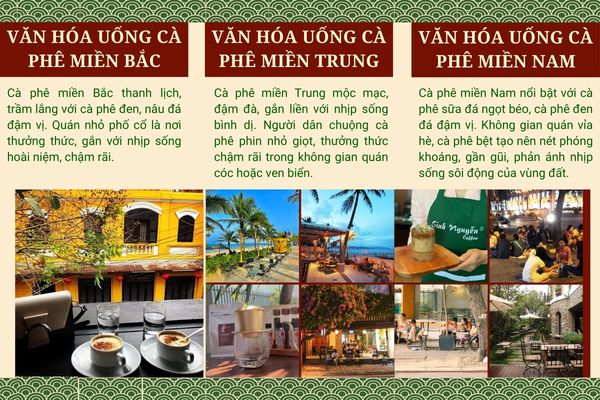 VĂN HÓA UỐNG CÀ
PHÊ MIỀN BẮC
Cà phê miền Bắc thanh lịch,
trầm lắng với cà phê đen, nâu đá
đậm vị. Quán nhỏ phố cổ là nơi
thưởng thức, gắn với nhịp sống
hoài niệm, chậm rãi.
VĂN HÓA UỐNG CÀ
PHÊ MIỀN TRUNG
Cà phê miền Trung mộc mạc,
đậm đà, gắn liền với nhịp sống
bình dị. Người dân chuộng cà
phê phin nhỏ giọt, thưởng thức
chậm rãi trong không gian quán
cóc hoặc ven biển.
VĂN HÓA UỐNG CÀ
PHÊ MIỀN NAM
Cà phê miền Nam nổi bật với cà
phê sữa đá ngọt béo, cà phê đen
đá đậm vị. Không gian quán vỉa
hè, cà phê bệt tạo nên nét phóng
khoáng, gần gũi, phản ánh nhịp
sống sôi động của vùng đất.
Sinh Nguyễn
Coffee